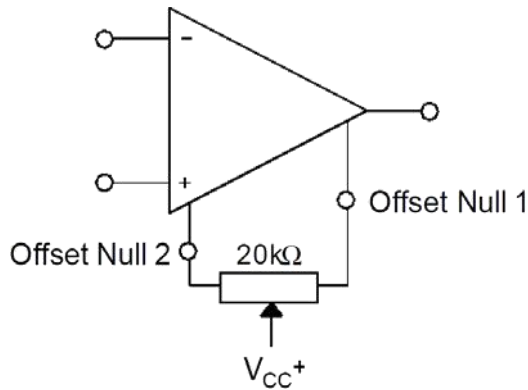 -
+
Offset Null 1
Offset Null 2
20kΩ
VCC+